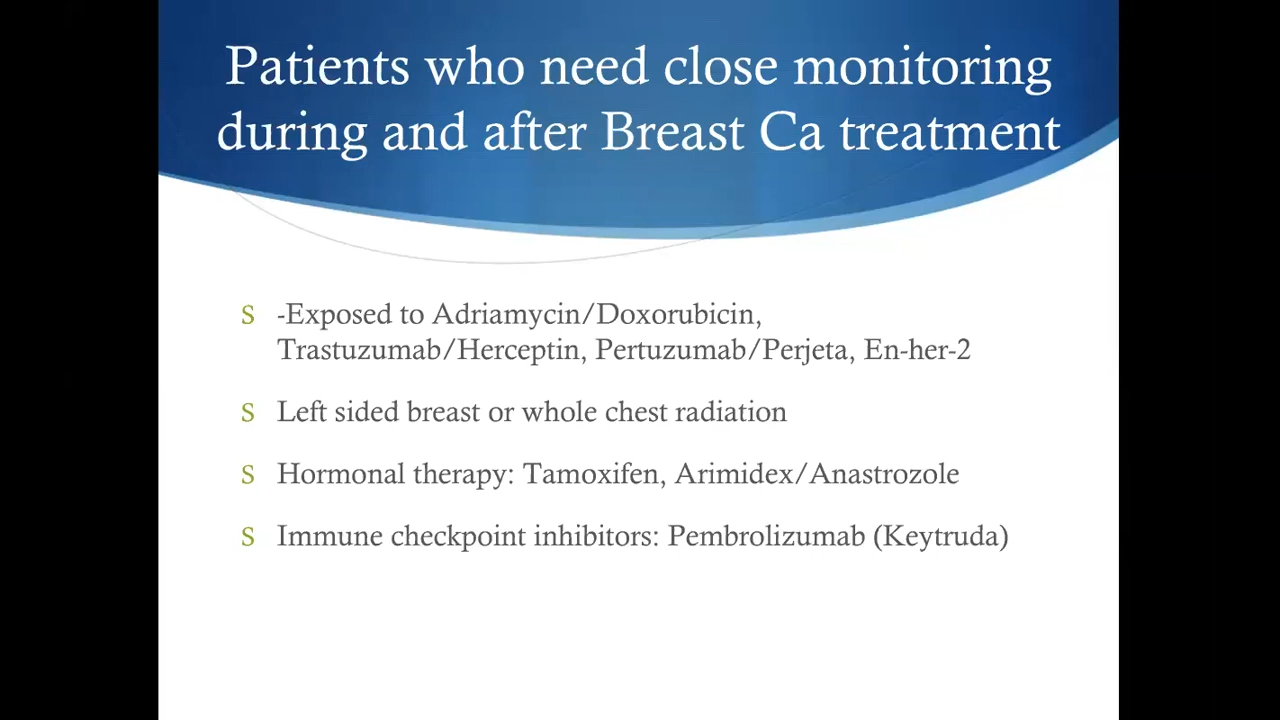 Patients who need close monitoring
during and after Breast Ca treatment
S -Exposed to Adriamycin/Doxorubicin,
Trastuzumab/Herceptin, Pertuzumab/Perjeta, En-her-2
S Left sided breast or whole chest radiation
S Hormonal therapy: Tamoxifen, Arimidex/Anastrozole
S Immune checkpoint inhibitors: Pembrolizumab (Keytruda)